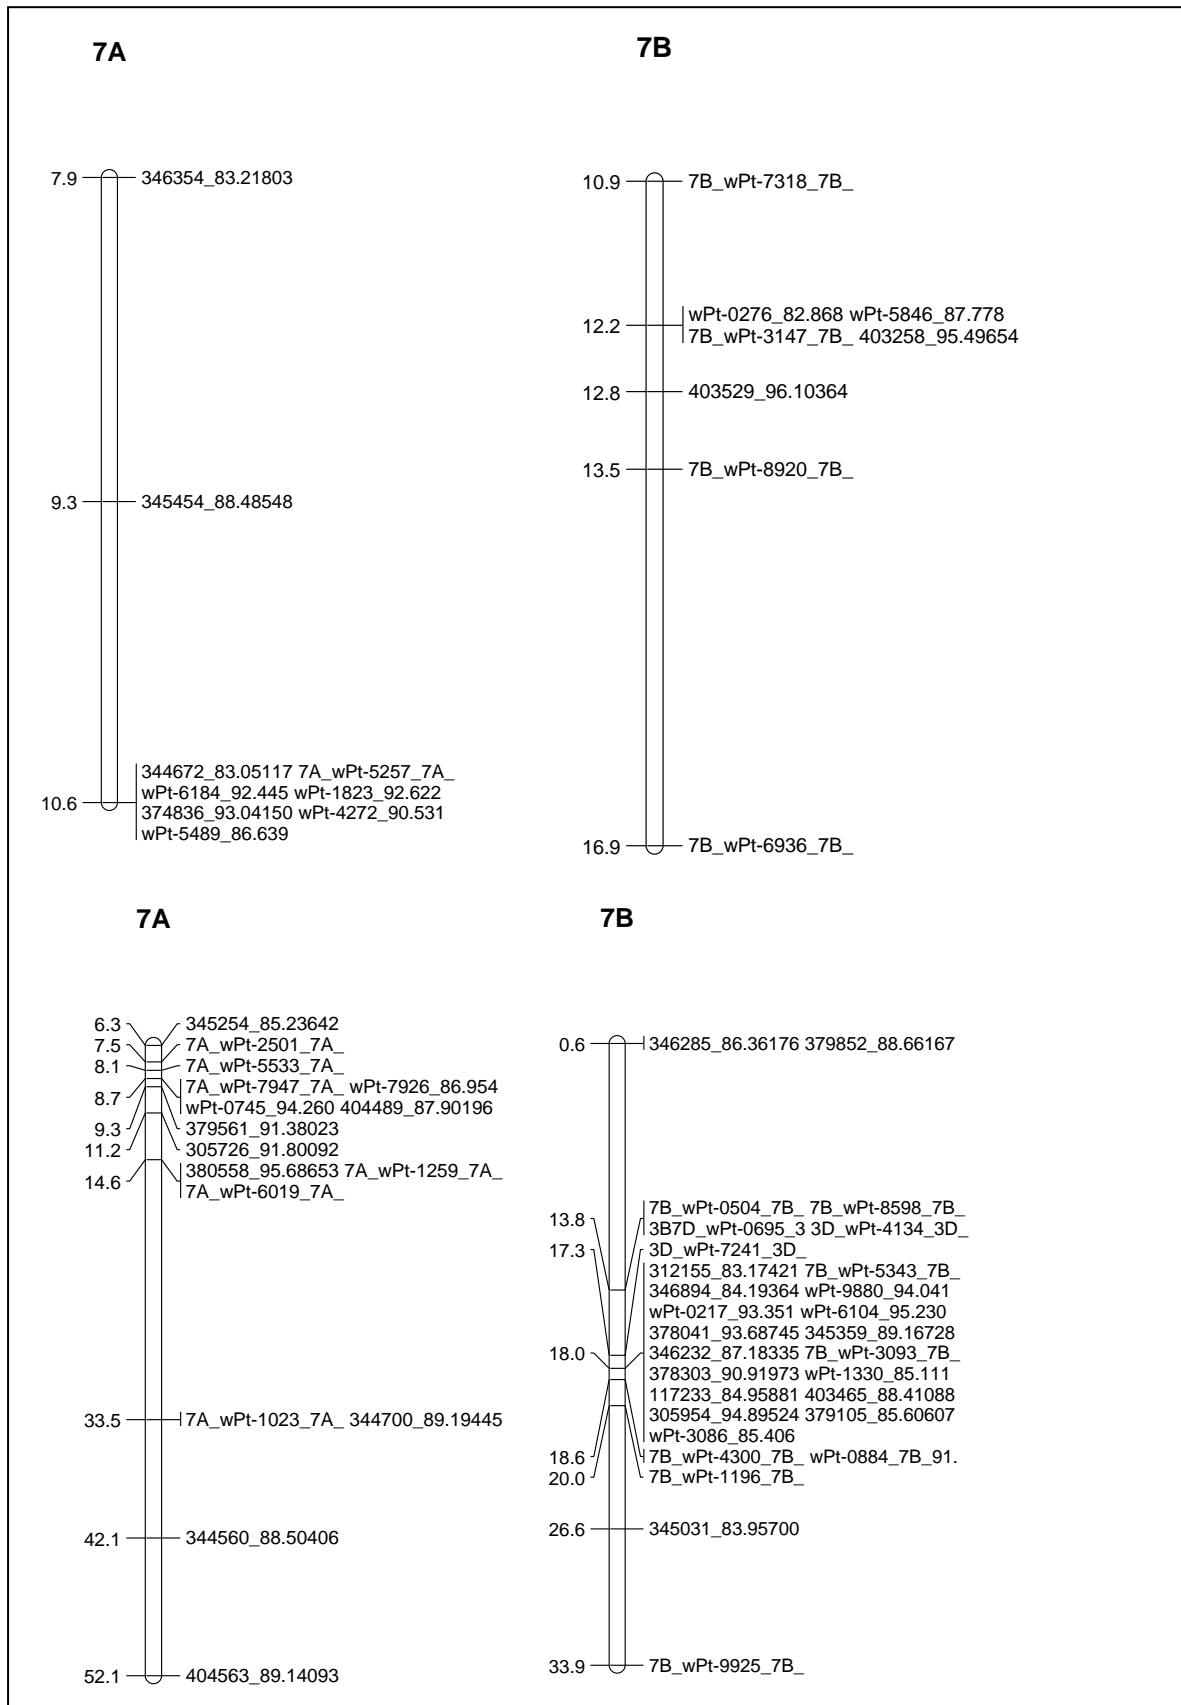 7A
7.9 346354_83.21803
9.3 345454_88.48548
344672_83.05117 7A_wPt-5257_7A_
wPt-6184_92.445 wPt-1823_92.622
10.6
374836_93.04150 wPt-4272_90.531
wPt-5489_86.639
7B
10.9 7B_wPt-7318_7B_
wPt-0276_82.868 wPt-5846_87.778
12.2
7B_wPt-3147_7B_ 403258_95.49654
12.8 403529_96.10364
13.5 7B_wPt-8920_7B_
16.9 7B_wPt-6936_7B_
7A
6.3 345254_85.23642
7.5 7A_wPt-2501_7A_
8.1 7A_wPt-5533_7A_
7A_wPt-7947_7A_ wPt-7926_86.954
8.7
wPt-0745_94.260 404489_87.90196
9.3 379561_91.38023
11.2 305726_91.80092
380558_95.68653 7A_wPt-1259_7A_
14.6
7A_wPt-6019_7A_
33.5 7A_wPt-1023_7A_ 344700_89.19445
42.1 344560_88.50406
52.1 404563_89.14093
7B
0.6 346285_86.36176 379852_88.66167
7B_wPt-0504_7B_ 7B_wPt-8598_7B_
13.8
3B7D_wPt-0695_3 3D_wPt-4134_3D_
17.3 3D_wPt-7241_3D_
312155_83.17421 7B_wPt-5343_7B_
346894_84.19364 wPt-9880_94.041
wPt-0217_93.351 wPt-6104_95.230
378041_93.68745 345359_89.16728
18.0 346232_87.18335 7B_wPt-3093_7B_
378303_90.91973 wPt-1330_85.111
117233_84.95881 403465_88.41088
305954_94.89524 379105_85.60607
wPt-3086_85.406
18.6 7B_wPt-4300_7B_ wPt-0884_7B_91.
20.0 7B_wPt-1196_7B_
26.6 345031_83.95700
33.9 7B_wPt-9925_7B_